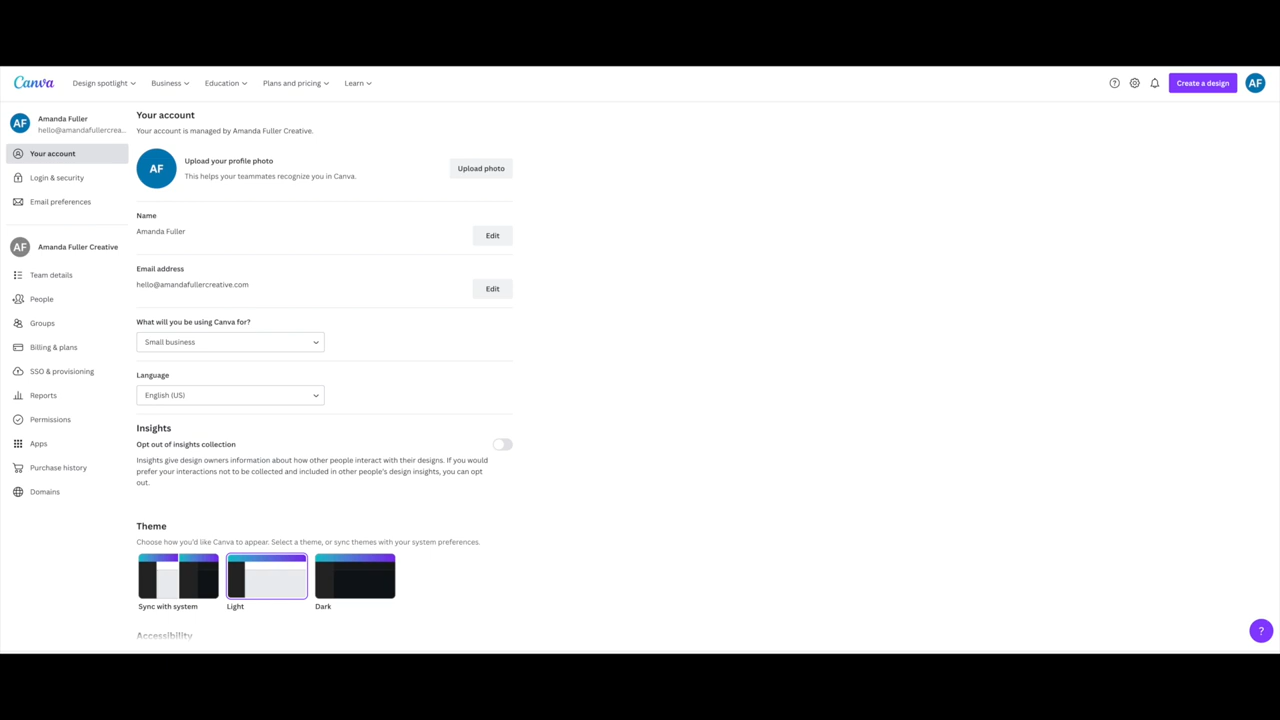 Canva
Design spotlight
Business
Education
Plans and pricing
Learn
?
Create a design
AF
AF
Amanda Fuller
hello@amandafullercrea...
Your account
Login & security
Email preferences
AF
Amanda Fuller Creative
Team details
People
Groups
Billing & plans
SSO & provisioning
Reports
Permissions
Apps
Purchase history
Domains
Your account
Your account is managed by Amanda Fuller Creative.
AF
Upload your profile photo
This helps your teammates recognize you in Canva.
Upload photo
Name
Amanda Fuller
Edit
Email address
hello@amandafullercreative.com
Edit
What will you be using Canva for?
Small business
Language
English (US)
Insights
Opt out of insights collection
Insights give design owners information about how other people interact with their designs. If you would
prefer your interactions not to be collected and included in other people's design insights, you can opt
out.
Theme
Choose how you'd like Canva to appear. Select a theme, or sync themes with your system preferences.
Sync with system
Light
Dark
Accessibility
?